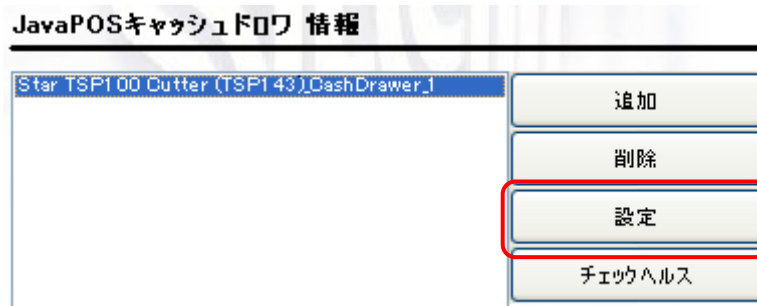 JavaPOSキャッシュドロワ 情報
Star TSP100 Cutter (TSP143)_CashDrawer_1
追加
削除
設定
チェックヘルス